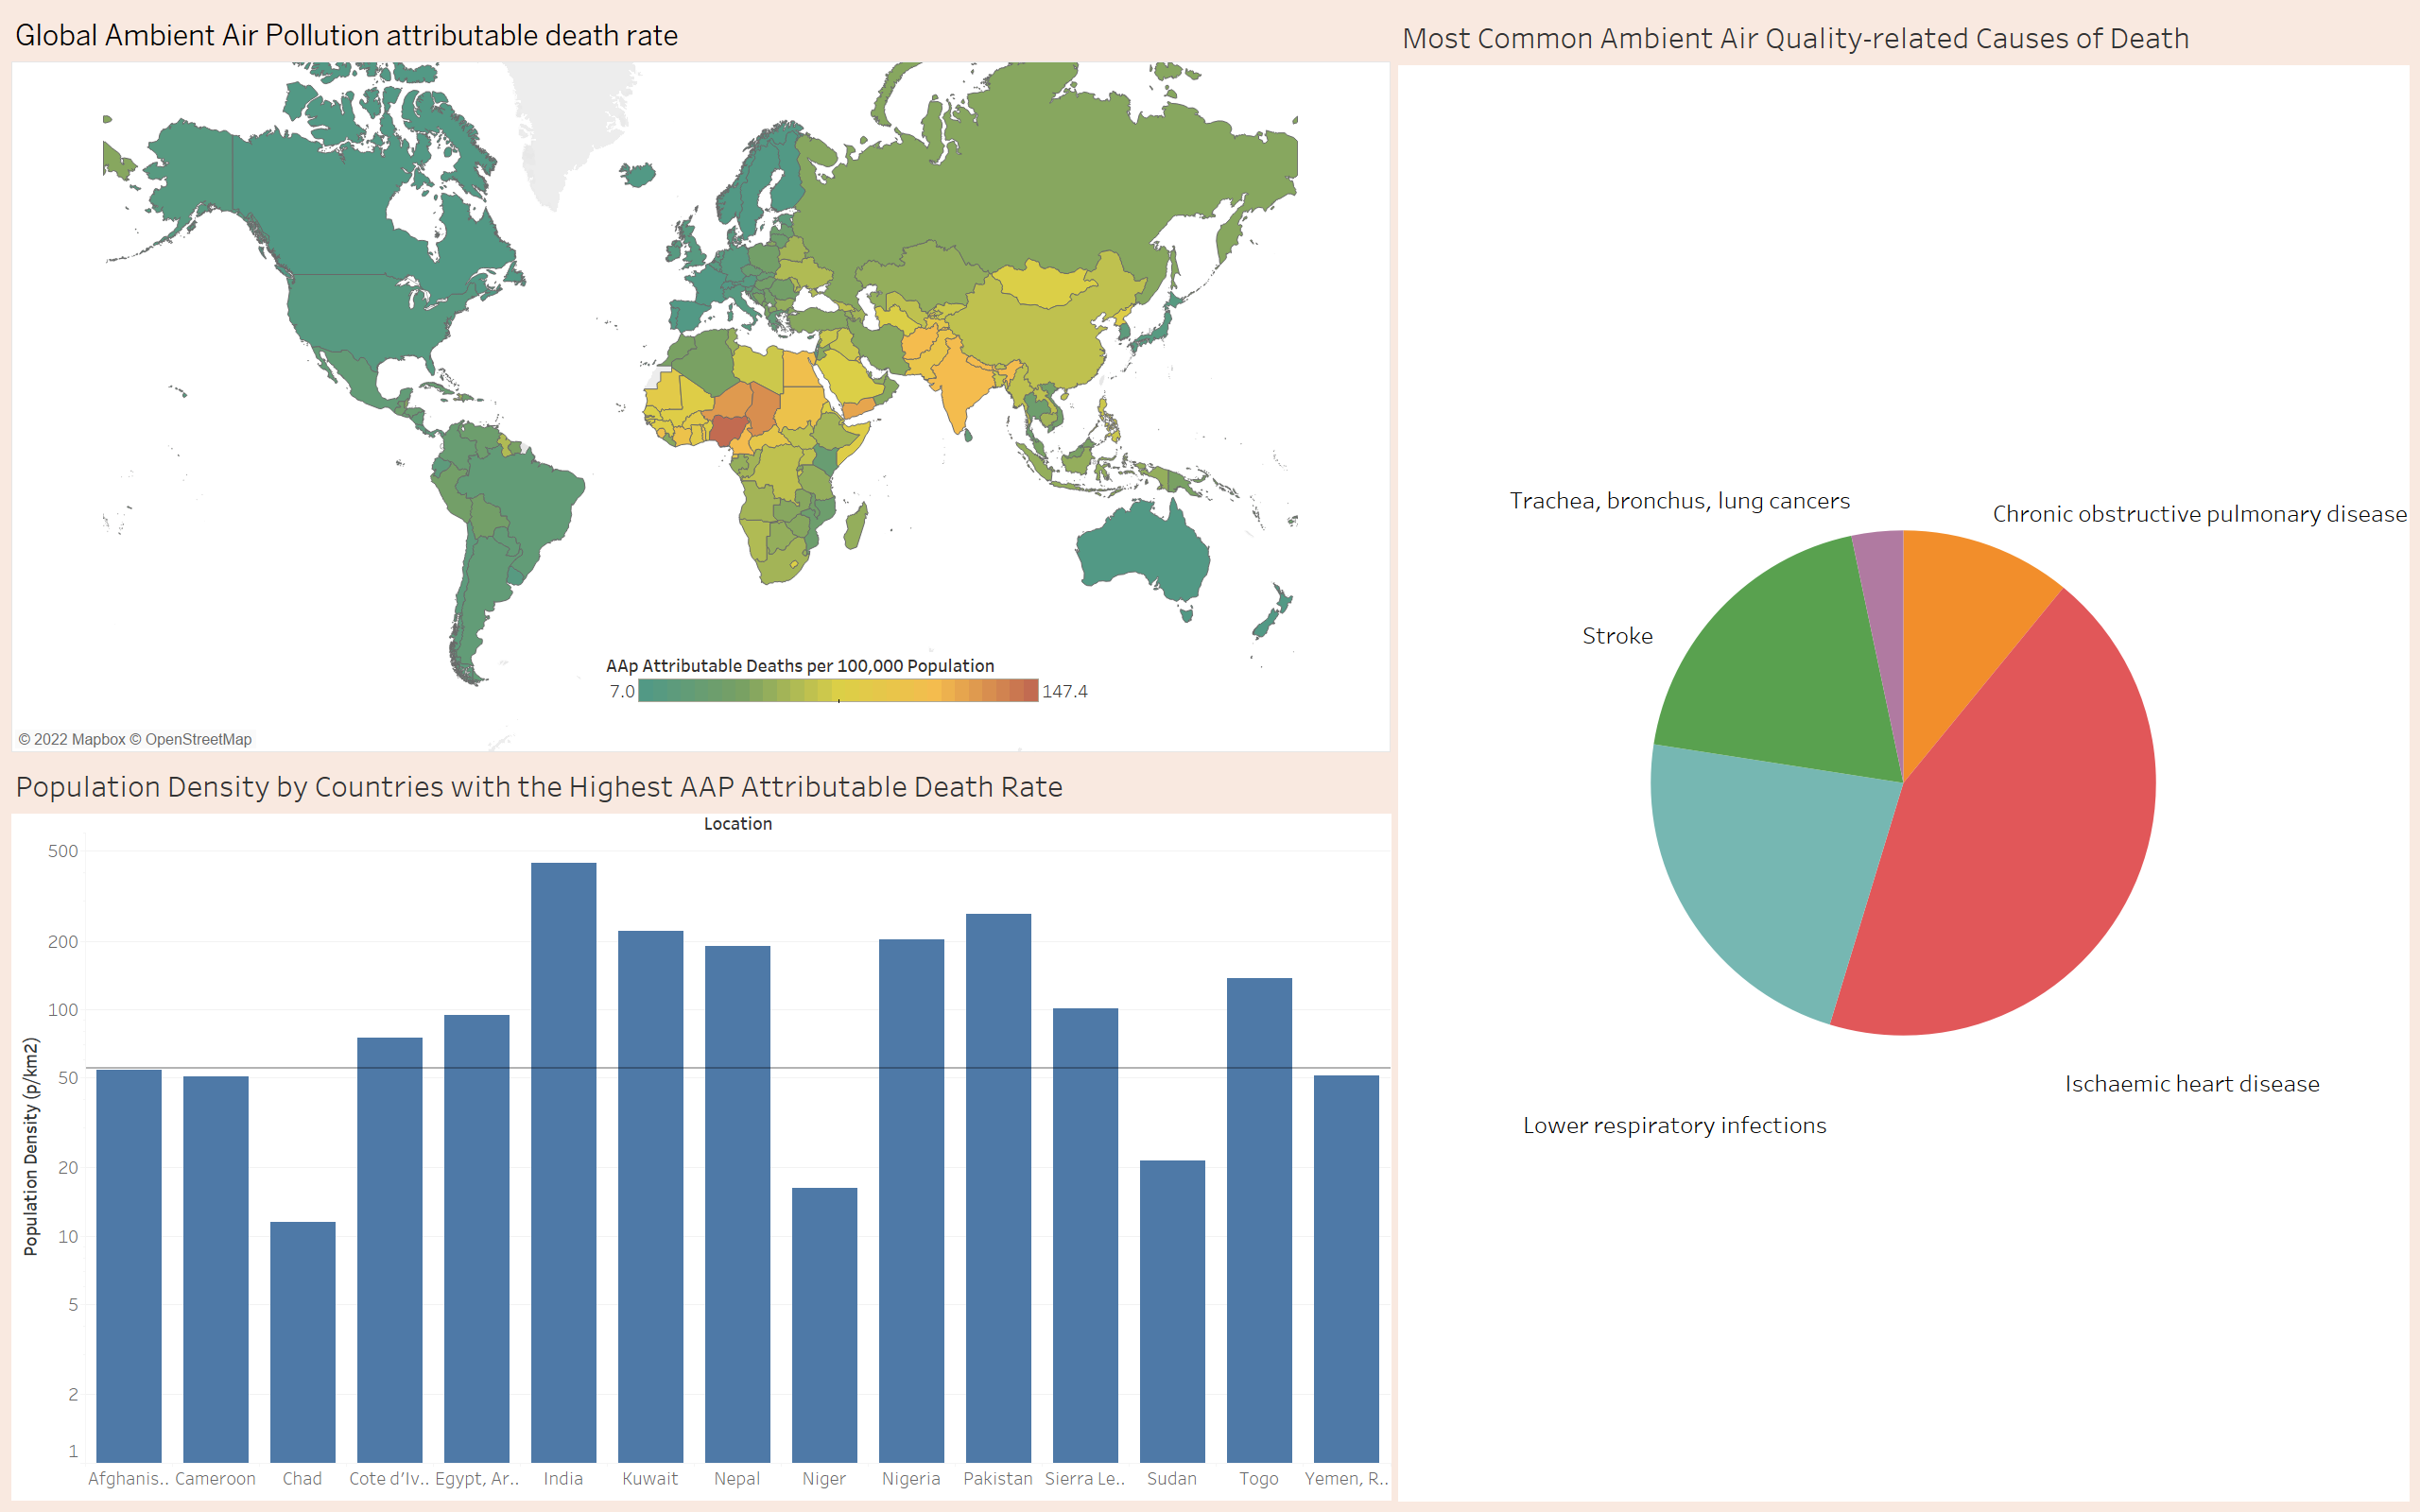 Global Ambient Air Pollution attributable death rate
AAp Attributable Deaths per 100,000 Population
7.0
147.4
© 2022 Mapbox © OpenStreetMap
Population Density by Countries with the Highest AAP Attributable Death Rate
Location
Population Density (p/km2)
500
200
100
50
20
10
5
2
1
Afghanis..
Cameroon
Chad
Cote d'Iv..
Egypt, Ar..
India
Kuwait
Nepal
Niger
Nigeria
Pakistan
Sierra Le..
Sudan
Togo
Yemen, R..
Most Common Ambient Air Quality-related Causes of Death
Trachea, bronchus, lung cancers
Chronic obstructive pulmonary disease
Stroke
Ischaemic heart disease
Lower respiratory infections